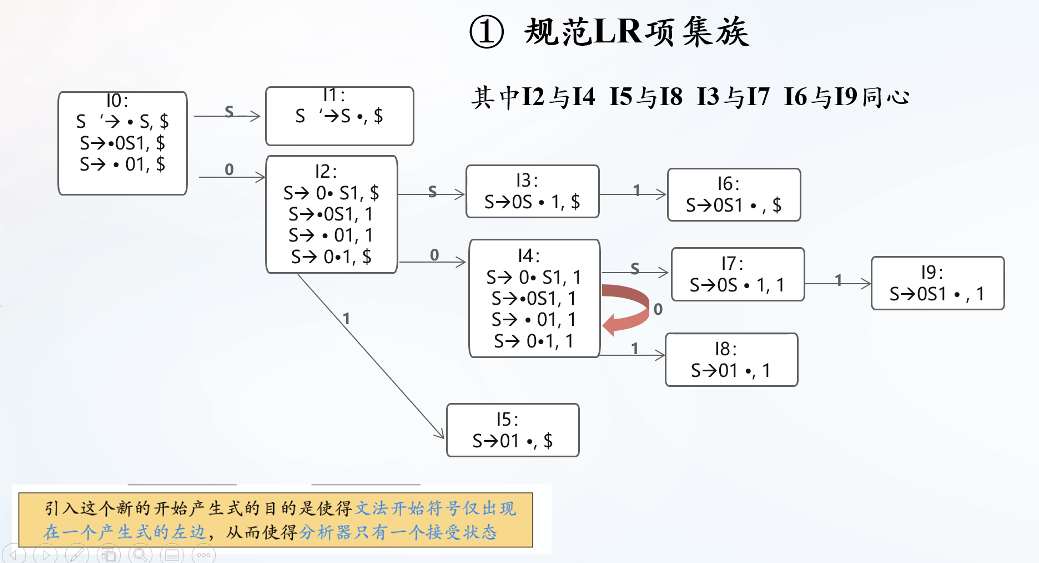 ① 规范LR项集族
其中I2与I4 I5与I8 I3与I7 I6与I9同心
I0:
S ‘→ • S, $
S→•0S1, $
S→ • 01, $
S
I1:
S ‘→S •, $
0
I2:
S→ 0• S1, $
S→•0S1, 1
S→ • 01, 1
S→ 0•1, $
S
I3:
S→0S • 1, $
1
I6:
S→0S1 • , $
0
I4:
S→ 0• S1, 1
S→•0S1, 1
S→ • 01, 1
S→ 0•1, 1
S
I7:
S→0S • 1, 1
1
I9:
S→0S1 • , 1
0
1
I8:
S→01 •, 1
1
I5:
S→01 •, $
引入这个新的开始产生式的目的是使得文法开始符号仅出现
在一个产生式的左边，从而使得分析器只有一个接受状态